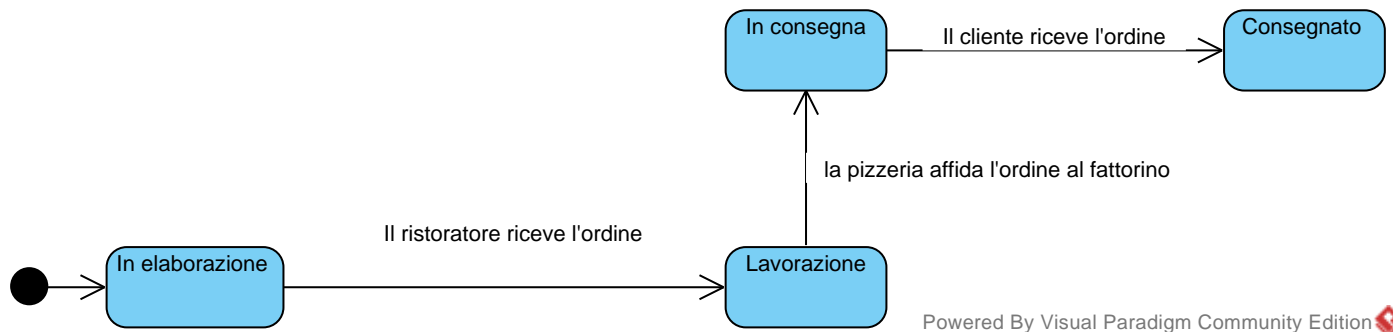 In consegna
Il cliente riceve l'ordine
Consegnato
la pizzeria affida l'ordine al fattorino
Il ristoratore riceve l'ordine
In elaborazione
Lavorazione
Powered By Visual Paradigm Community Edition